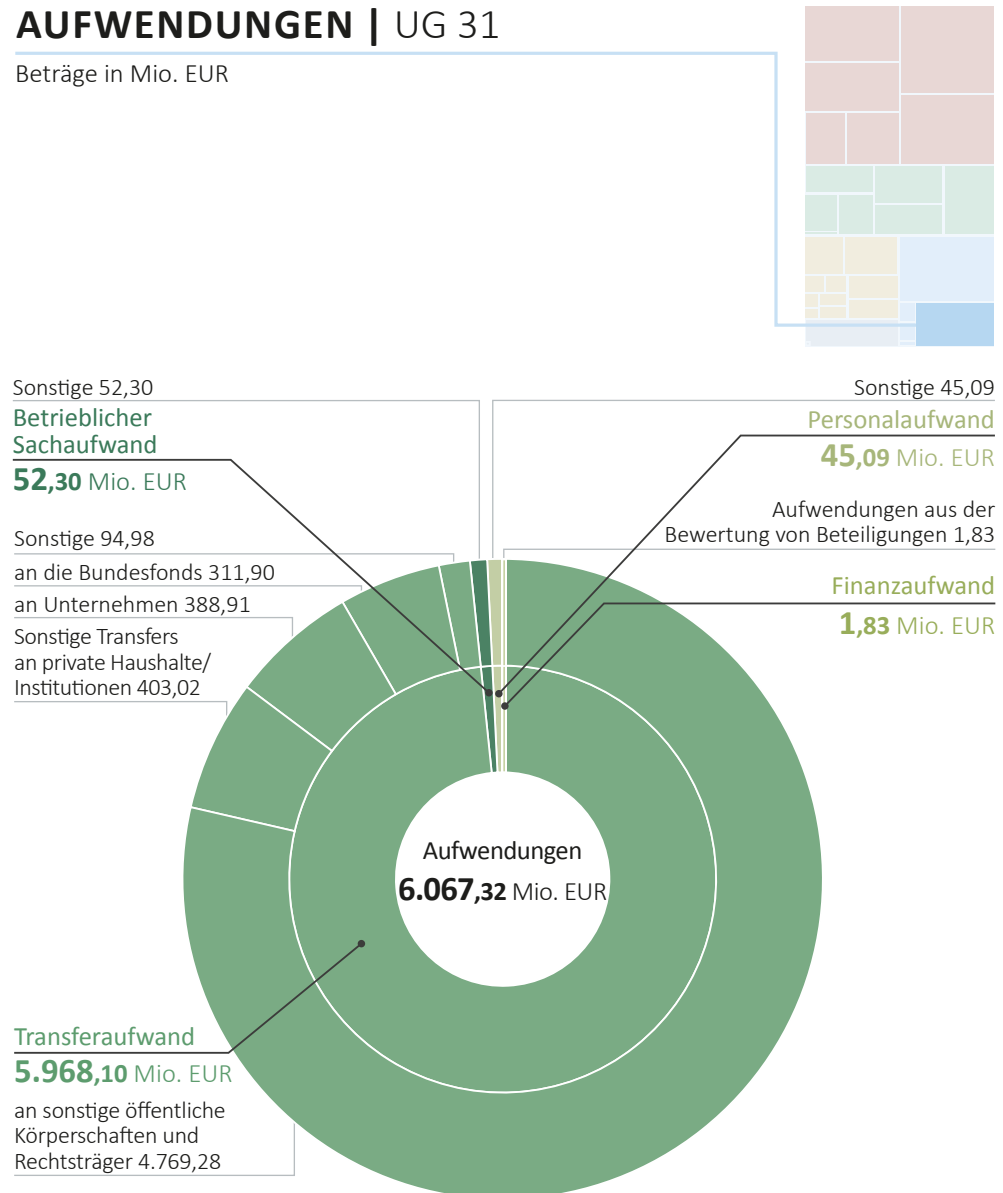 AUFWENDUNGEN | UG 31
Beträge in Mio. EUR
Sonstige 52,30
Betrieblicher
Sachaufwand
52,30 Mio. EUR
Sonstige 94,98
an die Bundesfonds 311,90
an Unternehmen 388,91
Sonstige Transfers
an private Haushalte/
Institutionen 403,02
Sonstige 45,09
Personalaufwand
45,09 Mio. EUR
Aufwendungen aus der
Bewertung von Beteiligungen 1,83
Finanzaufwand
1,83 Mio. EUR
Aufwendungen
6.067,32 Mio. EUR
Transferaufwand
5.968,10 Mio. EUR
an sonstige öffentliche
Körperschaften und
Rechtsträger 4.769,28